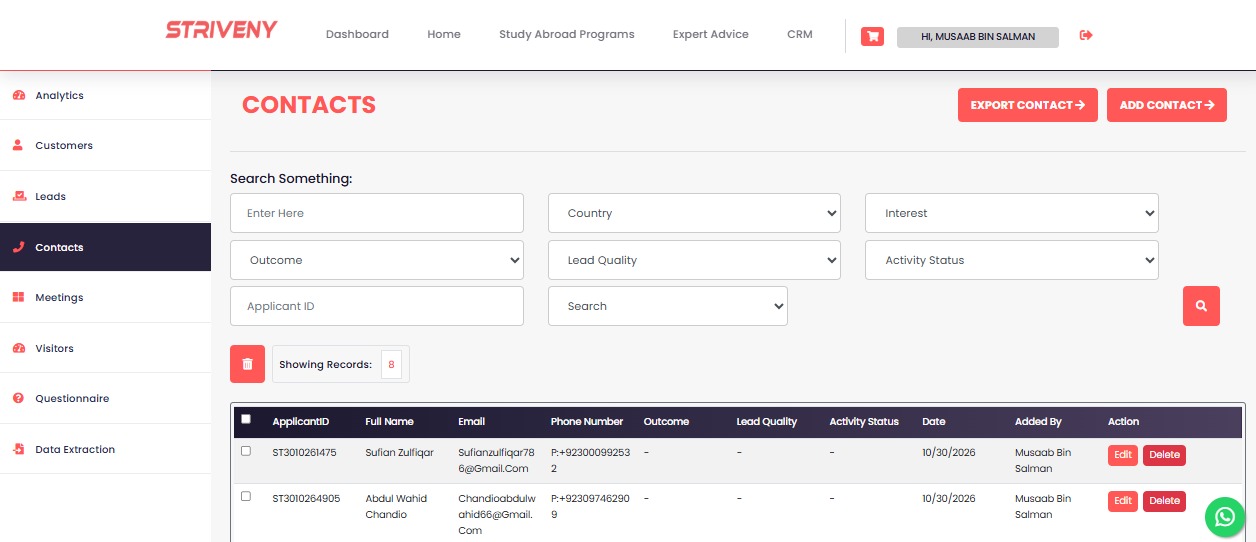 STRIVENY
Dashboard
Home
Study Abroad Programs
Expert Advice
CRM
HI, MUSAAB BIN SALMAN
Analytics
Customers
Leads
Contacts
Meetings
Visitors
Questionnaire
Data Extraction
CONTACTS
EXPORT CONTACT
ADD CONTACT
Search Something:
Enter Here
Country
Interest
Outcome
Lead Quality
Activity Status
Applicant ID
Search
Showing Records: 8
ApplicantID Full Name Email Phone Number Outcome Lead Quality Activity Status Date Added By Action
ST3010261475 Sufian Zulfiqar Sufianzulfiqar78 P:+92300099253 - - - 10/30/2026 Musaab Bin Edit Delete
6@Gmail.Com 2 Salman
ST3010264905 Abdul Wahid Chandioabdulw P:+92309746290 - - - 10/30/2026 Musaab Bin Edit Delete
Chandio ahid66@Gmail. 9 Salman
Com